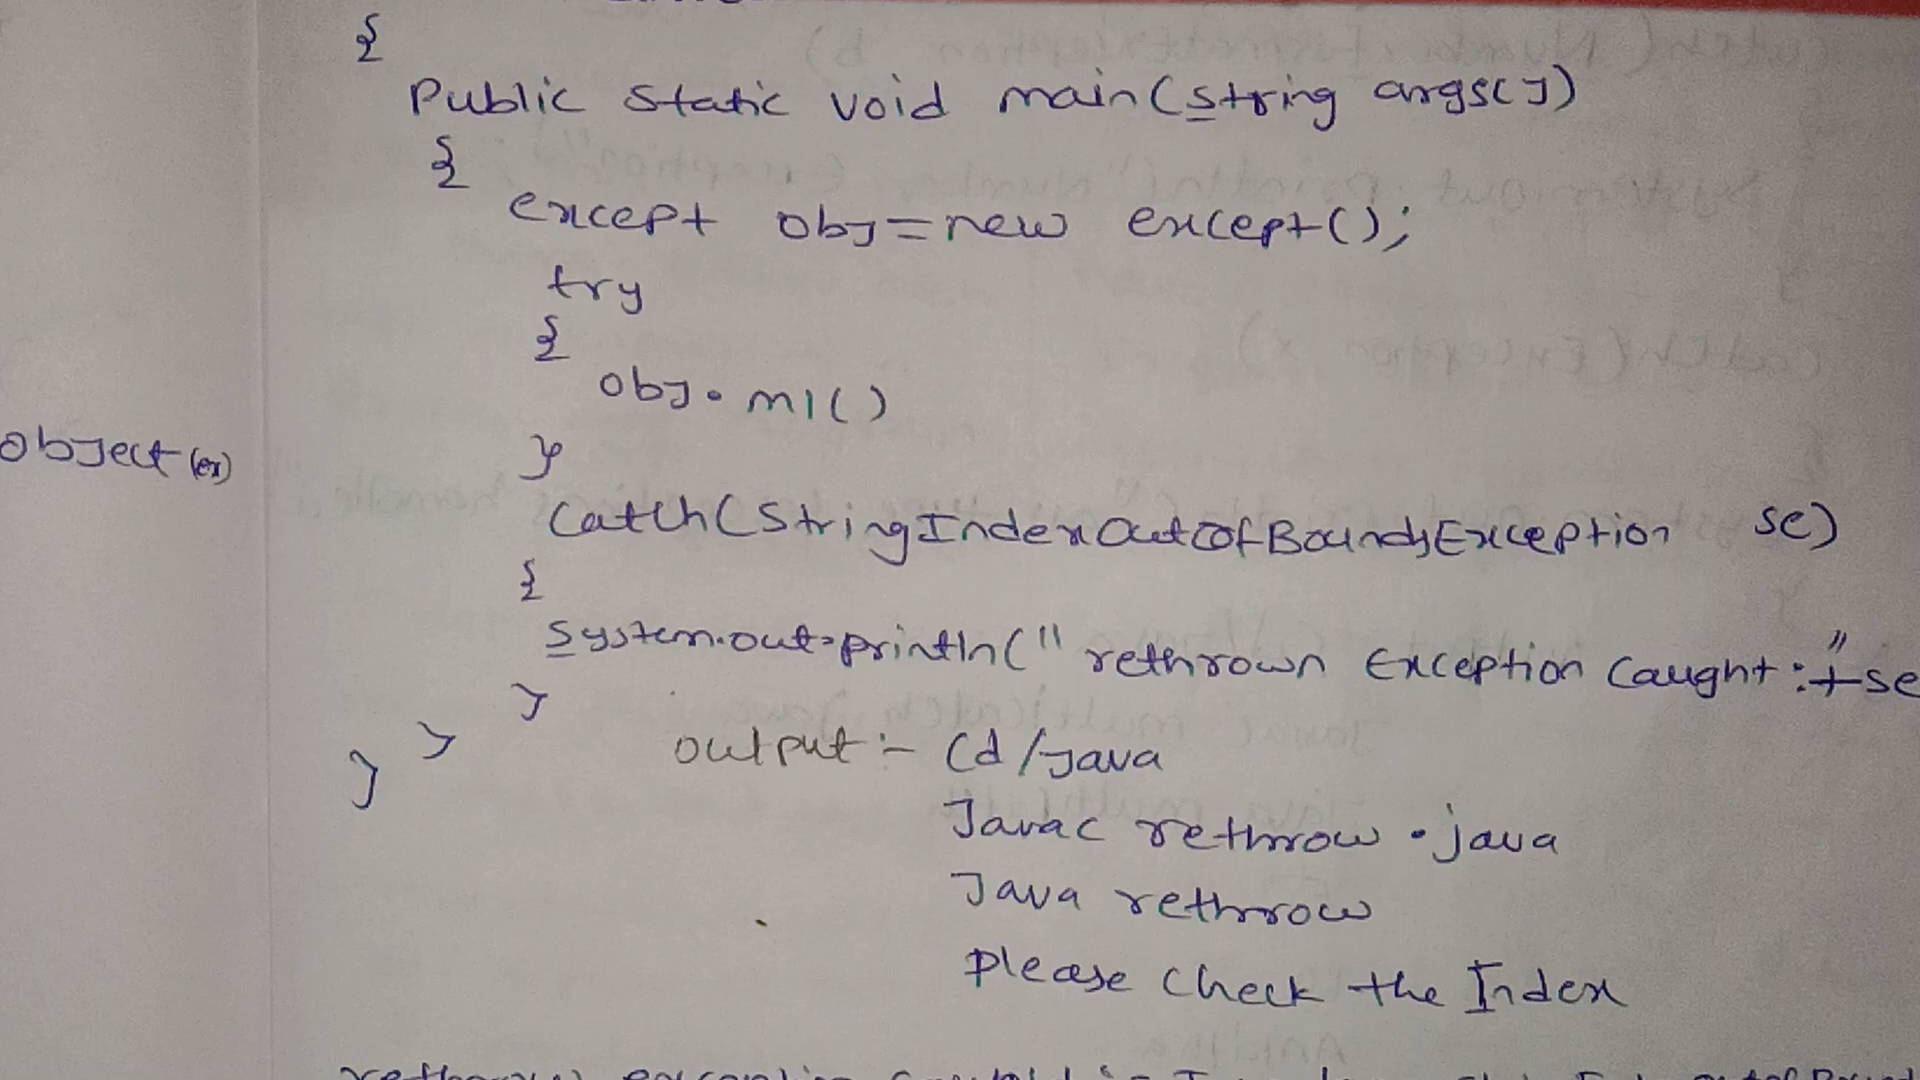 {
Public static void main(string args[])
{
except obj=new except();
try
{
obj.m1()
}
object (or)
catch(StringIndexOutOfBoundsException se)
{
system.out.println(" rethrown Exception Caught:"+se
}
}
}
output:- Cd/java
Javac rethrow.java
Java rethrow
please check the Index